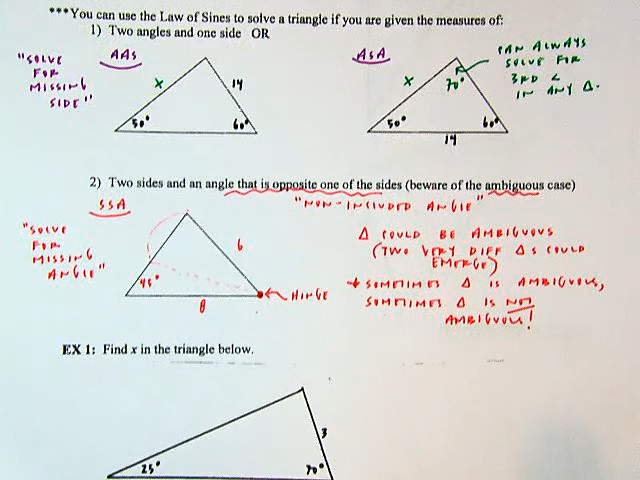 ***You can use the Law of Sines to solve a triangle if you are given the measures of:
1) Two angles and one side OR
"SOLVE FOR MISSING SIDE"
AAS
x
14
50°
60°
ASA
x
70°
50°
60°
14
CAN ALWAYS
SOLVE FOR
3RD ∠
IN ANY Δ.
2) Two sides and an angle that is opposite one of the sides (beware of the ambiguous case)
SSA
"NON-INCLUDED ANGLE"
"SOLVE
FOR
MISSING
ANGLE"
6
45°
8
HINGE
Δ COULD BE AMBIGUOUS
(TWO VERY DIFF ΔS COULD
EMERGE)
* SOMETIMES Δ IS AMBIGUOUS,
SOMETIMES Δ IS NOT
AMBIGUOUS!
EX 1: Find x in the triangle below.
3
25°
70°